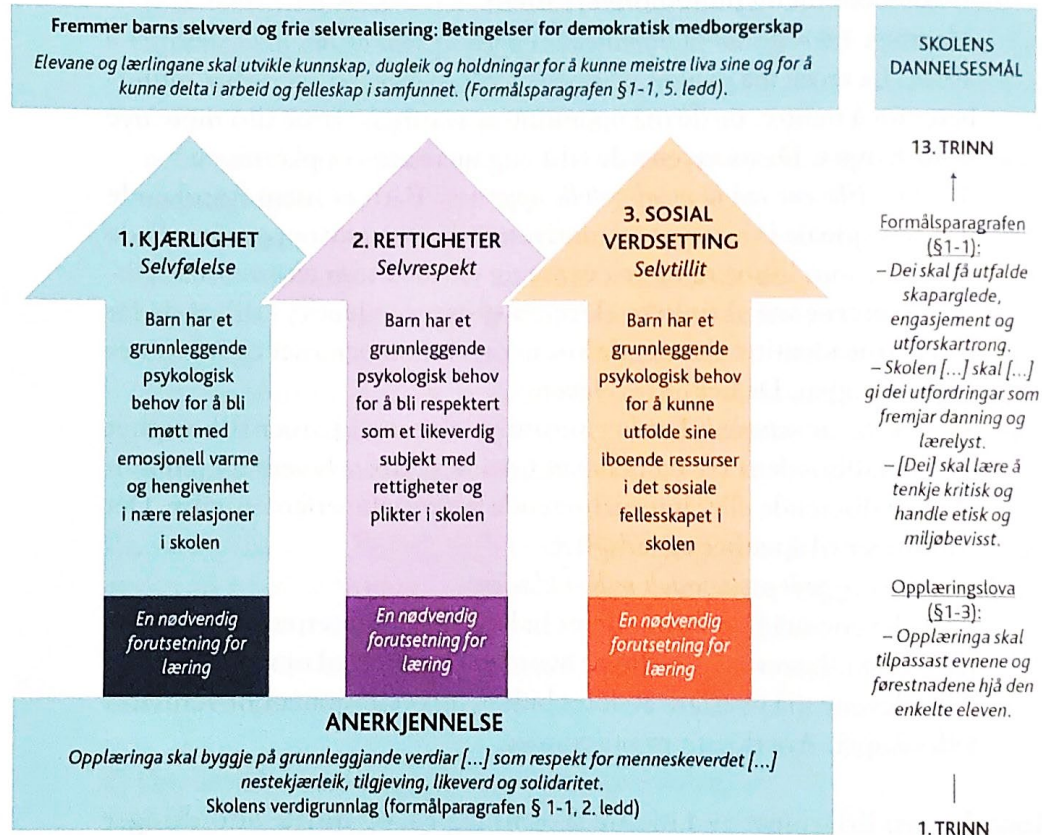 Fremmer barns selvverd og frie selvrealisering: Betingelser for demokratisk medborgerskap
Elevane og lærlingane skal utvikle kunnskap, dugleik og holdningar for å kunne meistre liva sine og for å
kunne delta i arbeid og felleskap i samfunnet. (Formålsparagrafen §1-1, 5. ledd).
SKOLENS
DANNELSESMÅL
1. KJÆRLIGHET
Selvfølelse
Barn har et
grunnleggende
psykologisk
behov for å bli
møtt med
emosjonell varme
og hengivenhet
i nære relasjoner
i skolen
En nødvendig
forutsetning for
læring
2. RETTIGHETER
Selvrespekt
Barn har et
grunnleggende
psykologisk behov
for å bli respektert
som et likeverdig
subjekt med
rettigheter og
plikter i skolen
En nødvendig
forutsetning for
læring
3. SOSIAL
VERDSETTING
Selvtillit
Barn har et
grunnleggende
psykologisk behov
for å kunne
utfolde sine
iboende ressurser
i det sosiale
fellesskapet i
skolen
En nødvendig
forutsetning for
læring
ANERKJENNELSE
Opplæringa skal byggje på grunnleggjande verdiar [...] som respekt for menneskeverdet [...]
nestekjærleik, tilgjeving, likeverd og solidaritet.
Skolens verdigrunnlag (formålparagrafen § 1-1, 2. ledd)
13. TRINN
Formålsparagrafen
(§1-1):
– Dei skal få utfalde
skaparglede,
engasjement og
utforskartrong.
– Skolen [...] skal [...]
gi dei utfordringar som
fremjar danning og
lærelyst.
– [Dei] skal lære å
tenkje kritisk og
handle etisk og
miljøbevisst.
Opplæringslova
(§1-3):
– Opplæringa skal
tilpassast evnene og
førestnadene hjå den
enkelte eleven.
1. TRINN